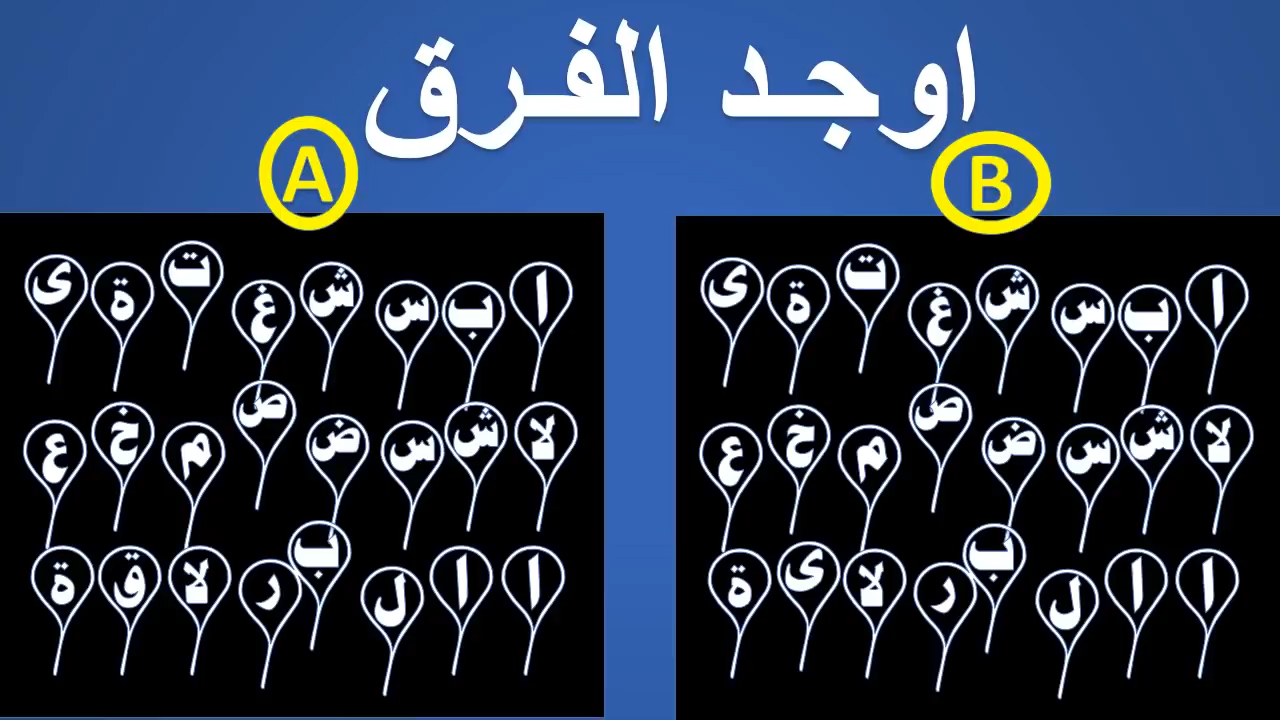 اوجد الفرق
A
B
ا ب س ش غ ت ة ى
لا ش س ض ص م خ ع
ا ا ل ب ر لا ق ة
ا ب س ش غ ت ة ى
لا ش س ض ص م خ ع
ا ا ل ب ر لا ى ة